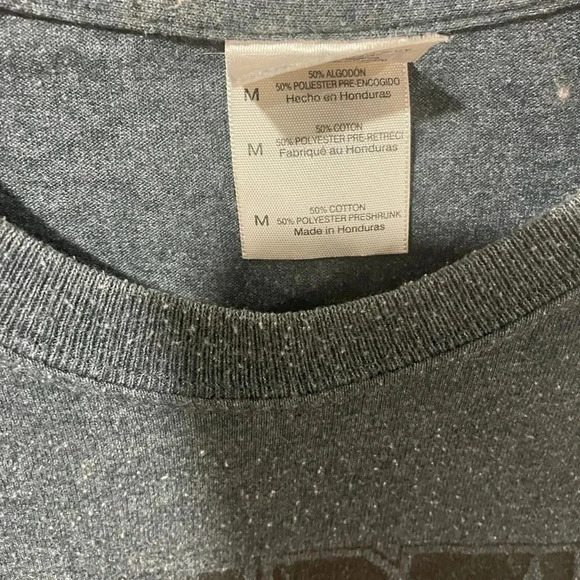 50% ALGODÓN
M 50% POLIESTER PRE-ENCOGIDO
Hecho en Honduras
50% COTON
M 50% POLYESTER PRE-RETRECI
Fabriqué au Honduras
50% COTTON
M 50% POLYESTER PRESHRUNK
Made in Honduras